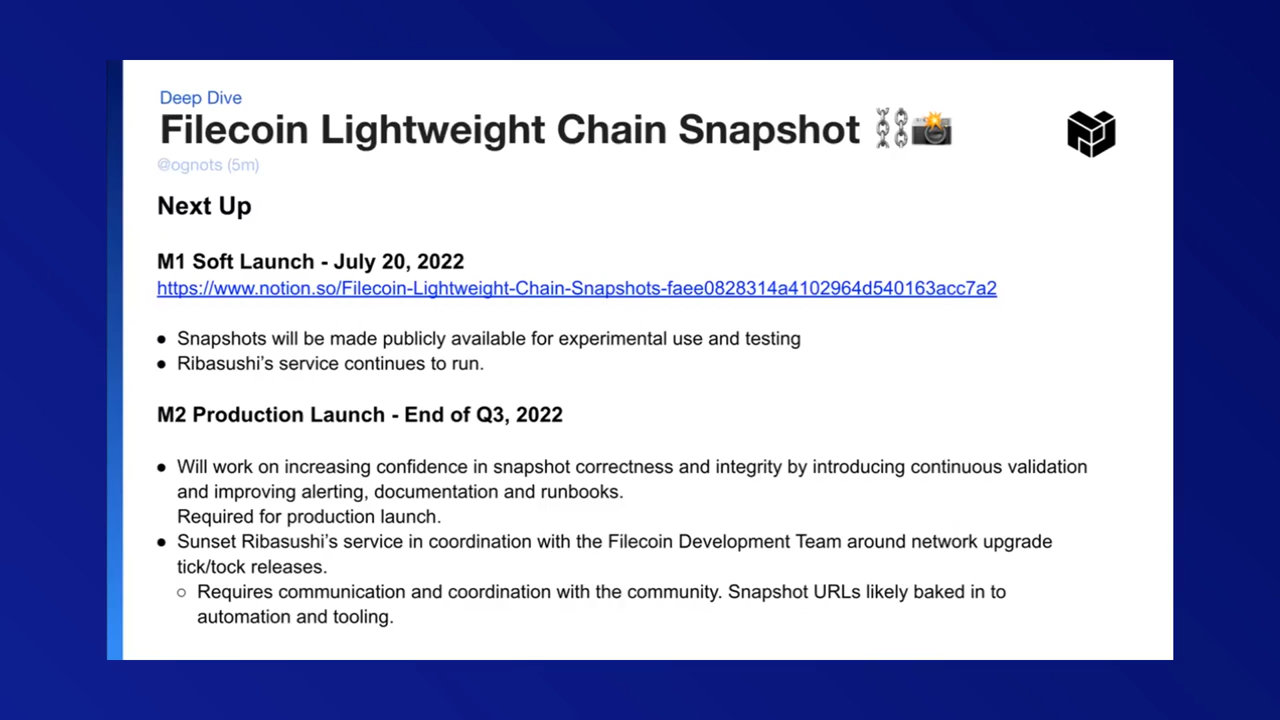 Deep Dive
Filecoin Lightweight Chain Snapshot ⛓📸
@ognots (5m)
Next Up
M1 Soft Launch - July 20, 2022
https://www.notion.so/Filecoin-Lightweight-Chain-Snapshots-faee0828314a4102964d540163acc7a2
● Snapshots will be made publicly available for experimental use and testing
● Ribasushi’s service continues to run.
M2 Production Launch - End of Q3, 2022
● Will work on increasing confidence in snapshot correctness and integrity by introducing continuous validation
and improving alerting, documentation and runbooks.
Required for production launch.
● Sunset Ribasushi’s service in coordination with the Filecoin Development Team around network upgrade
tick/tock releases.
○ Requires communication and coordination with the community. Snapshot URLs likely baked in to
automation and tooling.